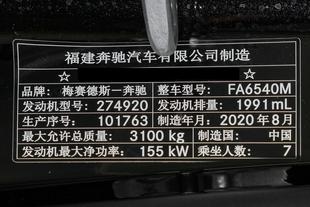 福建奔驰汽车有限公司制造
☆ ☆
品牌: 梅赛德斯—奔驰 整车型号: FA6540M
发动机型号: 274920 发动机排量: 1991mL
生产序号: 101763 制造年月: 2020年8月
最大允许总质量: 3100 kg 制造国: 中国
发动机最大净功率: 155 kW 乘坐人数: 7